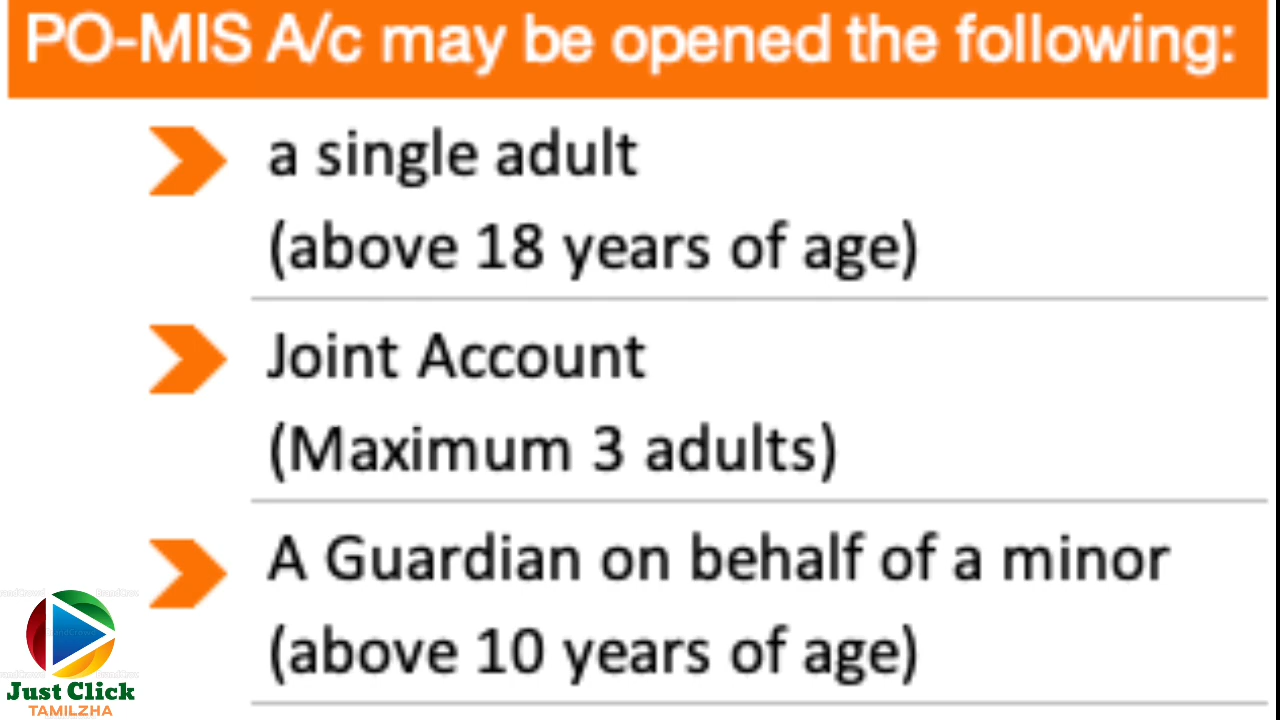 PO-MIS A/c may be opened the following:
a single adult
(above 18 years of age)
Joint Account
(Maximum 3 adults)
A Guardian on behalf of a minor
(above 10 years of age)
Just Click
TAMILZHA